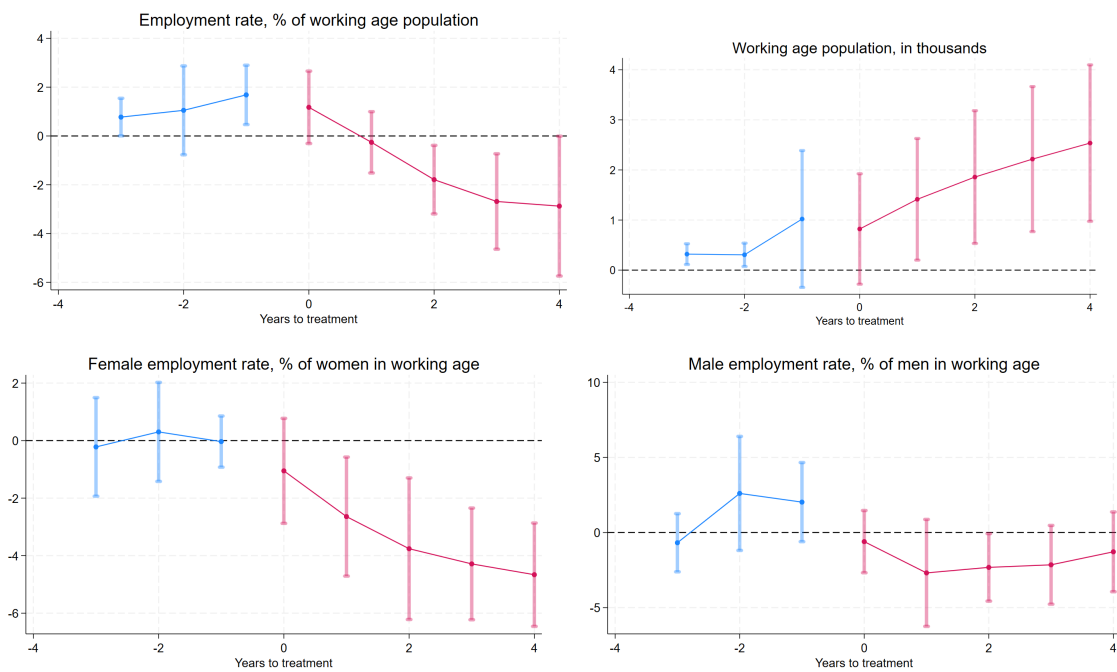 Employment rate, % of working age population
4
2
0
-2
-4
-6
-4 -2 0 2 4
Years to treatment
Working age population, in thousands
4
3
2
1
0
-4 -2 0 2 4
Years to treatment
Female employment rate, % of women in working age
2
0
-2
-4
-6
-4 -2 0 2 4
Years to treatment
Male employment rate, % of men in working age
10
5
0
-5
-4 -2 0 2 4
Years to treatment